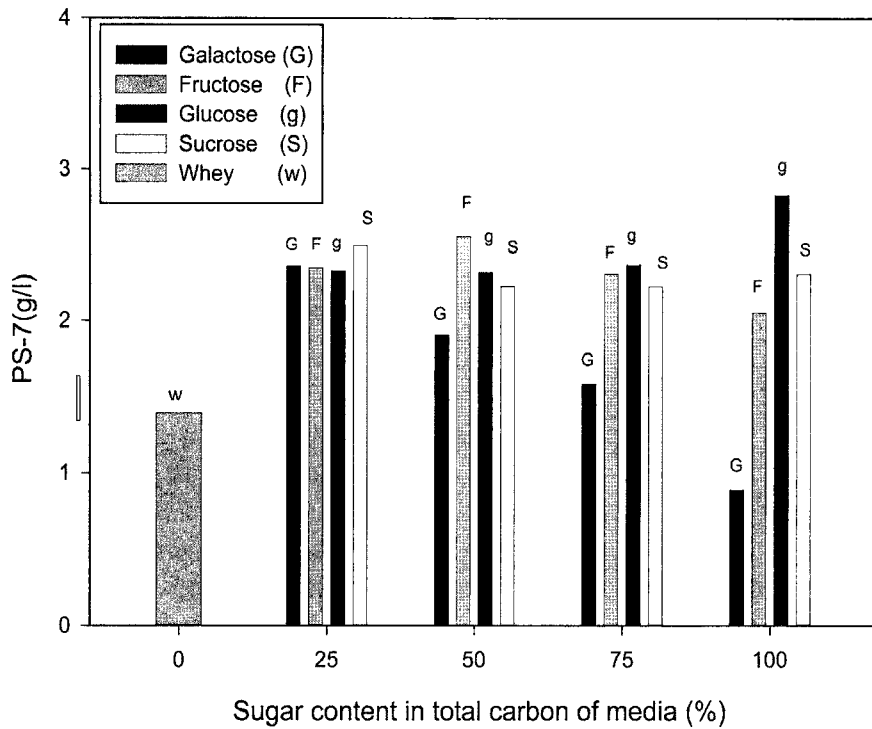 4
Galactose (G)
Fructose (F)
Glucose (g)
Sucrose (S)
Whey (w)
3
g
F
S
G F g
g S
F g S
S
F
2
G
G
w
1
G
0
PS-7(g/l)
0 25 50 75 100
Sugar content in total carbon of media (%)